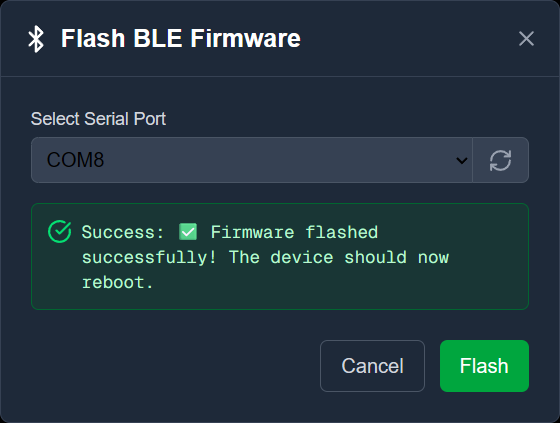 Flash BLE Firmware
Select Serial Port
COM8
Success: ✅ Firmware flashed
successfully! The device should now
reboot.
Cancel
Flash